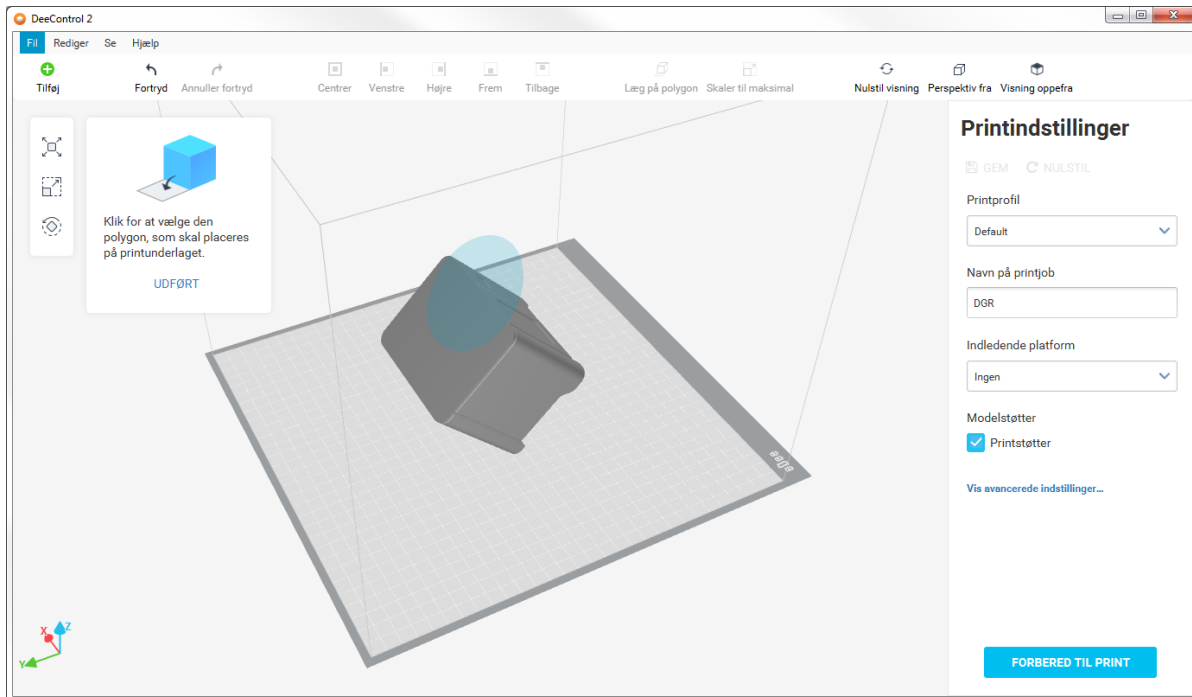 DeeControl 2
Fil Rediger Se Hjælp
Tilføj Fortryd Annuller fortryd Centrer Venstre Højre Frem Tilbage Læg på polygon Skaler til maksimal Nulstil visning Perspektiv fra Visning oppefra
Klik for at vælge den
polygon, som skal placeres
på printunderlaget.
UDFØRT
eeDee
X Z
Y
Printindstillinger
GEM NULSTIL
Printprofil
Default
Navn på printjob
DGR
Indledende platform
Ingen
Modelstøtter
Printstøtter
Vis avancerede indstillinger...
FORBERED TIL PRINT